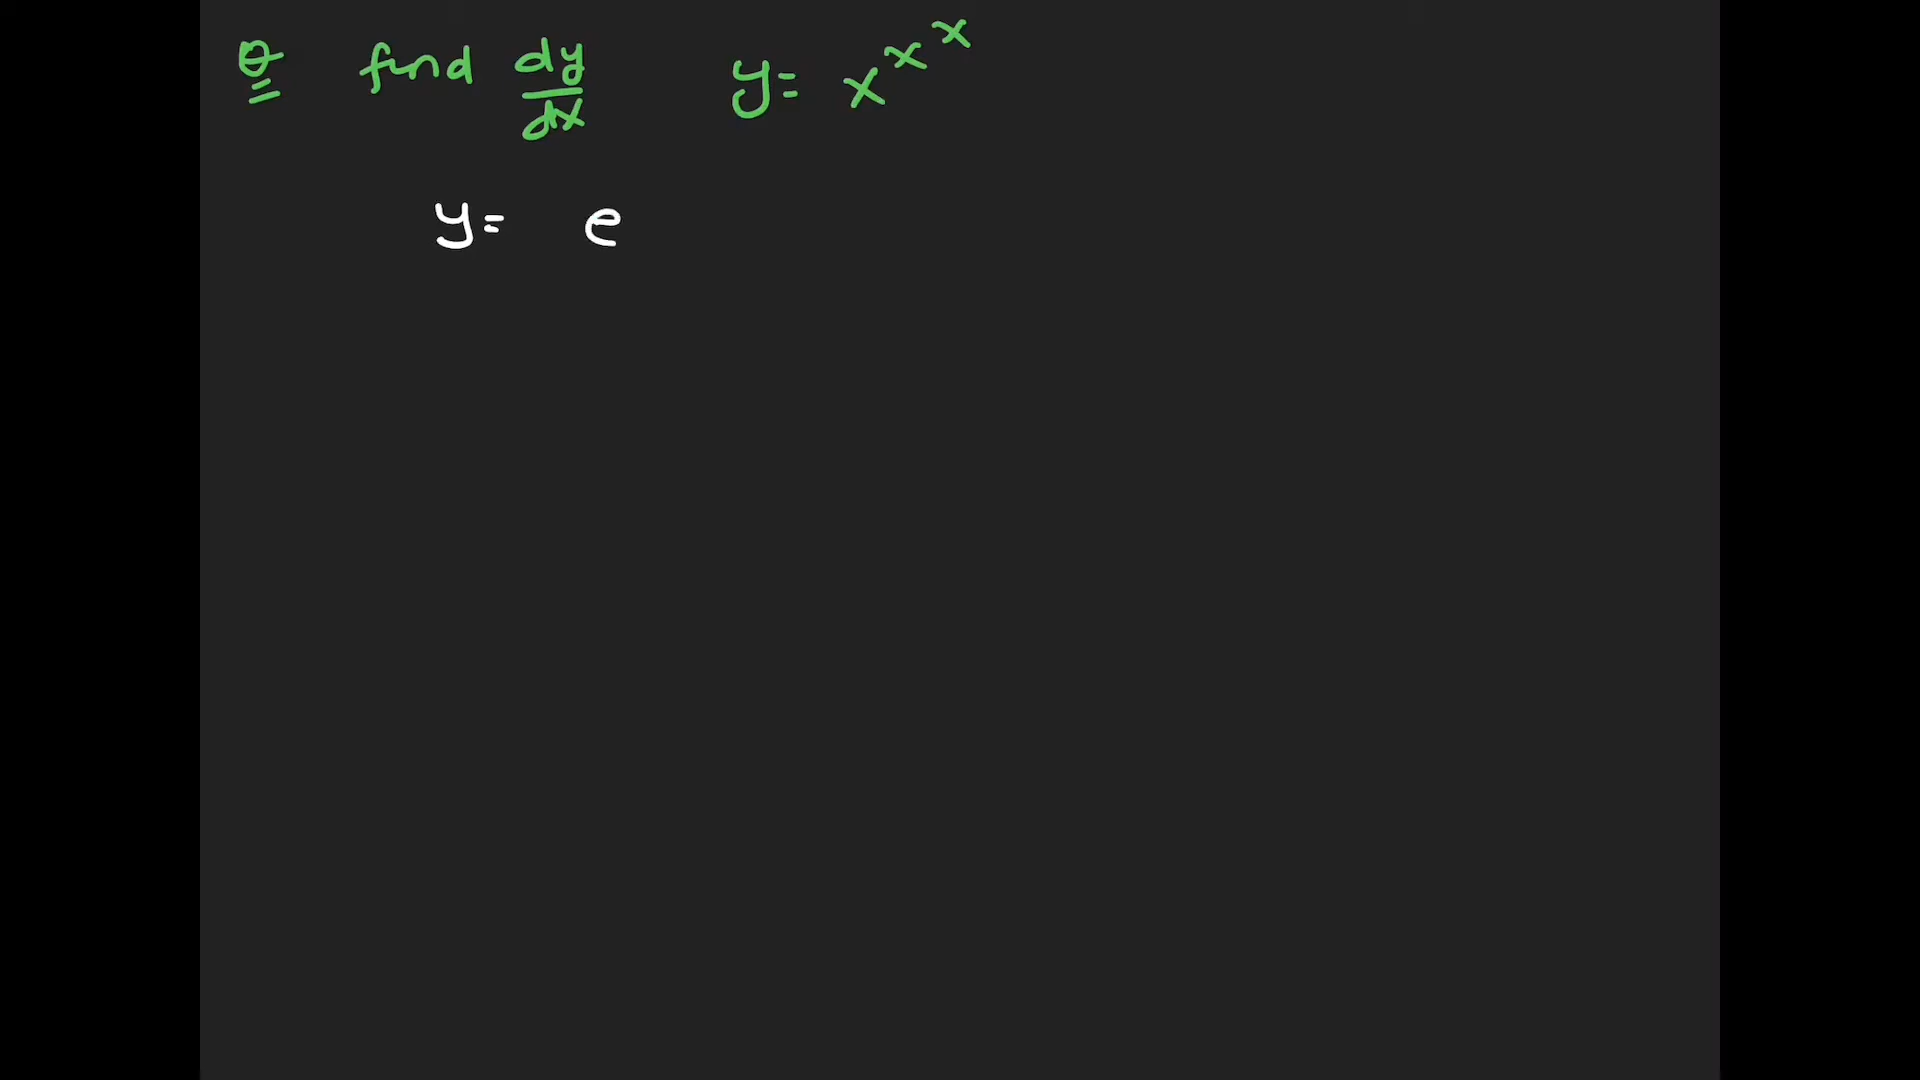 Q find dy/dx y = x^x^x
y = e